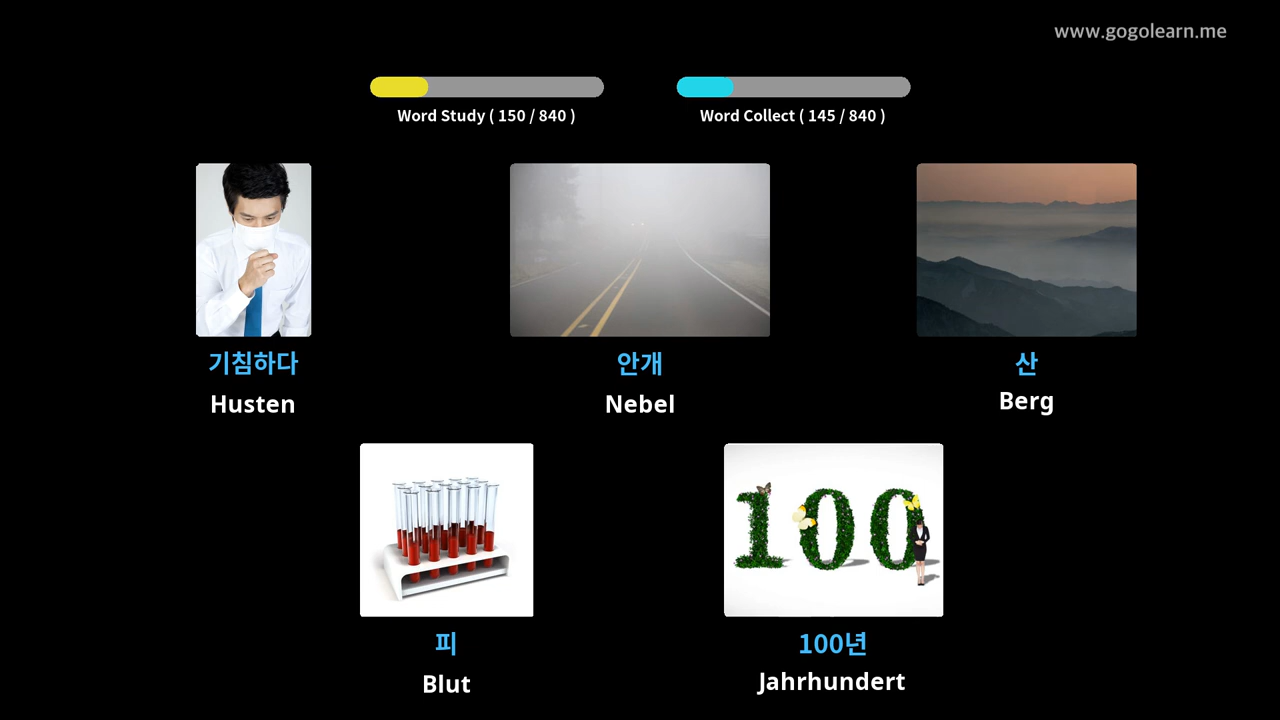 www.gogolearn.me
Word Study ( 150 / 840 )
Word Collect ( 145 / 840 )
기침하다
Husten
안개
Nebel
산
Berg
피
Blut
100
100년
Jahrhundert